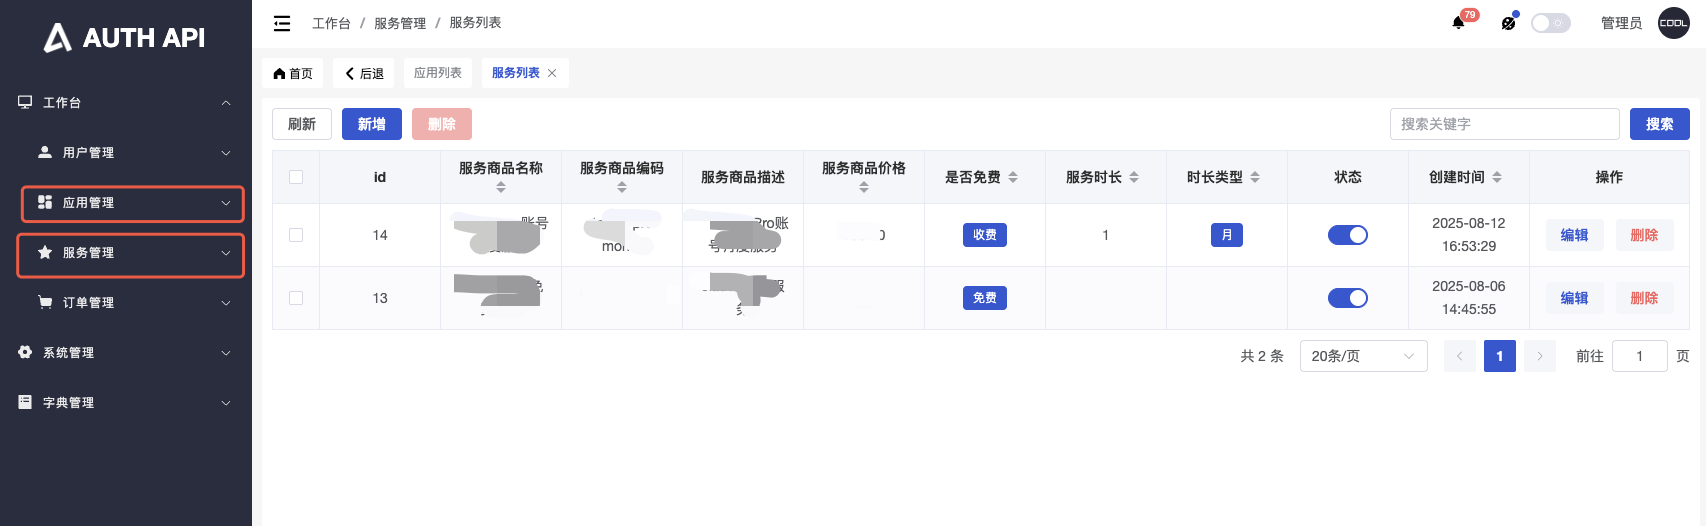 AUTH API
工作台
用户管理
应用管理
服务管理
订单管理
系统管理
字典管理
工作台 / 服务管理 / 服务列表
79
管理员
COOL
首页
后退
应用列表
服务列表
刷新
新增
删除
搜索关键字
搜索
id 服务商品名称 服务商品编码 服务商品描述 服务商品价格 是否免费 服务时长 时长类型 状态 创建时间 操作
14 账号 Pro账 0 收费 1 月 2025-08-12 编辑 删除
mon 号月度服务 16:53:29
13 免费 2025-08-06 编辑 删除
14:45:55
共 2 条 20条/页 1 前往 1 页